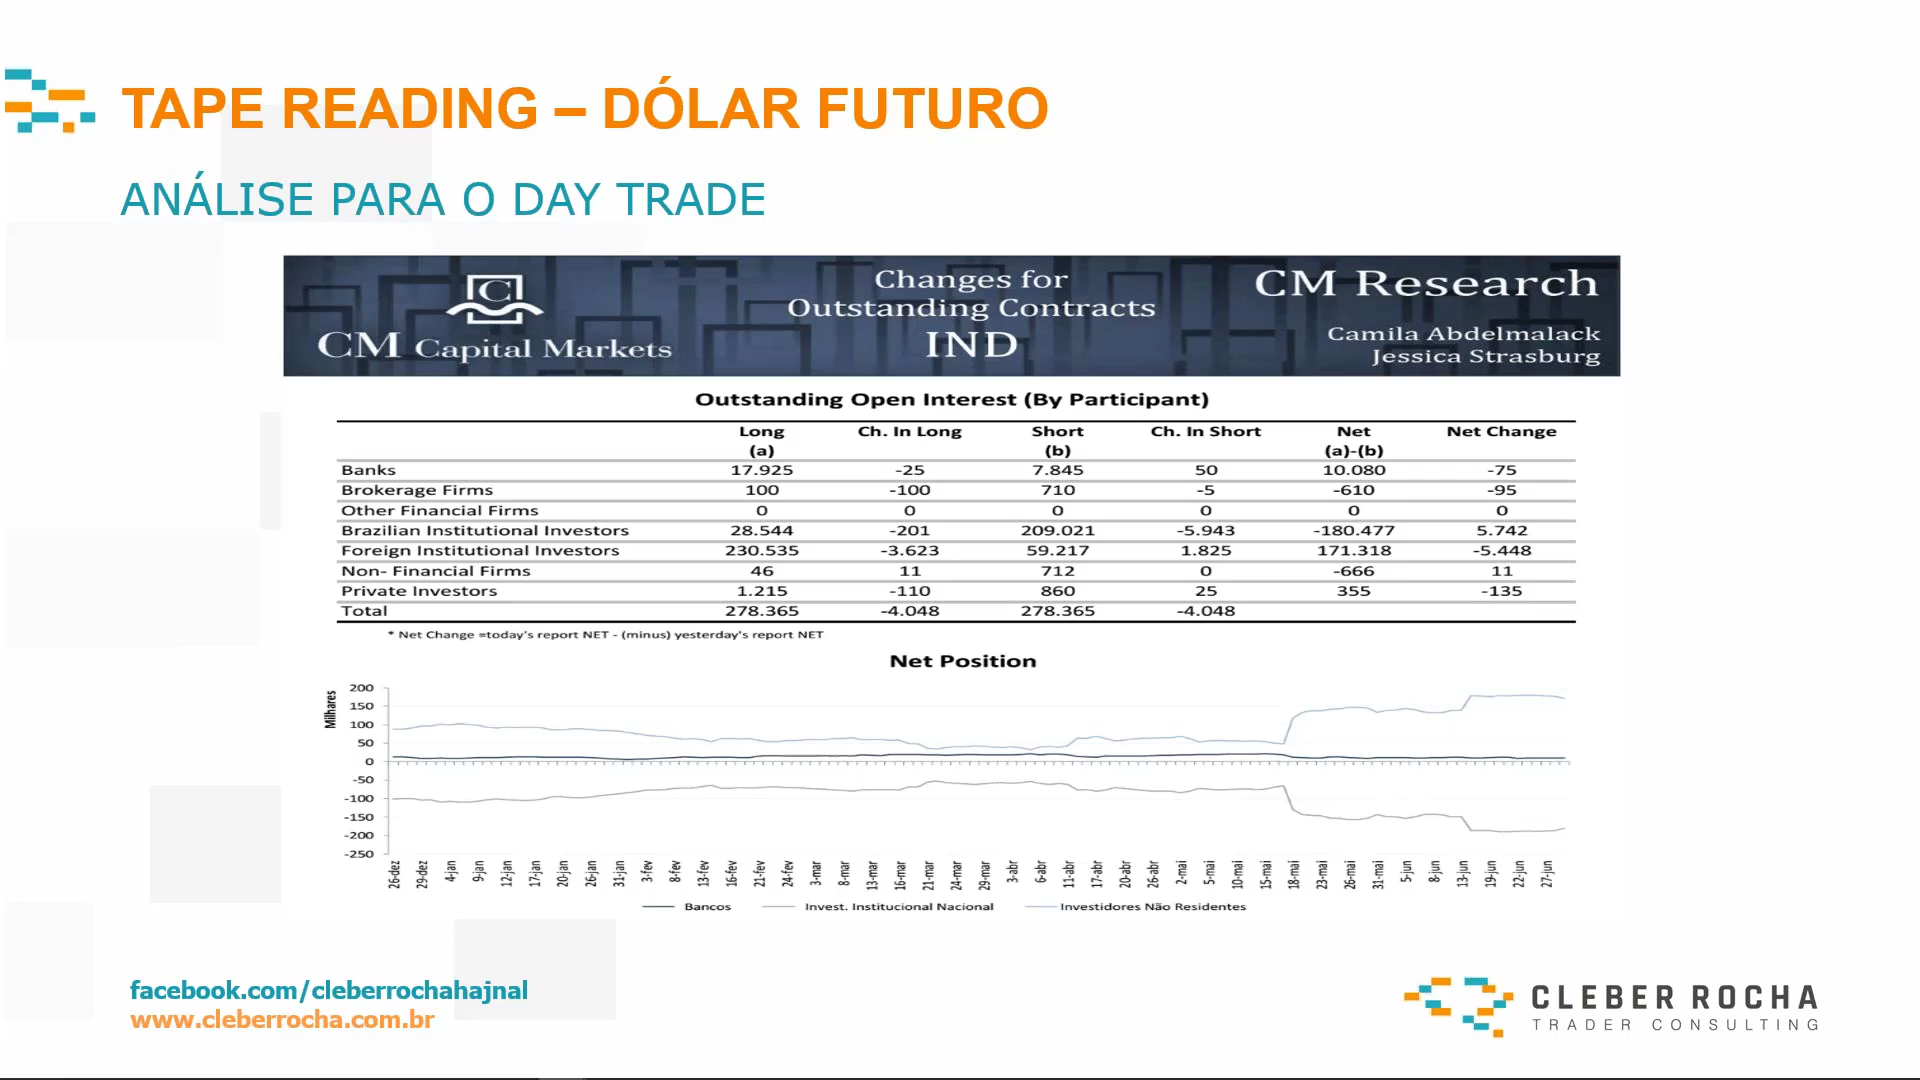 TAPE READING – DÓLAR FUTURO
ANÁLISE PARA O DAY TRADE
C
CM Capital Markets
Changes for
Outstanding Contracts
IND
CM Research
Camila Abdelmalack
Jessica Strasburg
Outstanding Open Interest (By Participant)
Long Ch. In Long Short Ch. In Short Net Net Change
(a) (b) (a)-(b)
Banks 17.925 -25 7.845 50 10.080 -75
Brokerage Firms 100 -100 710 -5 -610 -95
Other Financial Firms 0 0 0 0 0 0
Brazilian Institutional Investors 28.544 -201 209.021 -5.943 -180.477 5.742
Foreign Institutional Investors 230.535 -3.623 59.217 1.825 171.318 -5.448
Non- Financial Firms 46 11 712 0 -666 11
Private Investors 1.215 -110 860 25 355 -135
Total 278.365 -4.048 278.365 -4.048
* Net Change =today's report NET - (minus) yesterday's report NET
Net Position
Milhares
200
150
100
50
0
-50
-100
-150
-200
-250
26-dez 29-dez 4-jan 9-jan 12-jan 17-jan 20-jan 26-jan 31-jan 3-fev 8-fev 13-fev 16-fev 21-fev 24-fev 3-mar 8-mar 13-mar 16-mar 21-mar 24-mar 29-mar 3-abr 6-abr 11-abr 17-abr 20-abr 26-abr 2-mai 5-mai 10-mai 15-mai 18-mai 23-mai 26-mai 31-mai 5-jun 8-jun 13-jun 19-jun 22-jun 27-jun
Bancos Invest. Institucional Nacional Investidores Não Residentes
facebook.com/cleberrochahajnal
www.cleberrocha.com.br
CLEBER ROCHA
TRADER CONSULTING